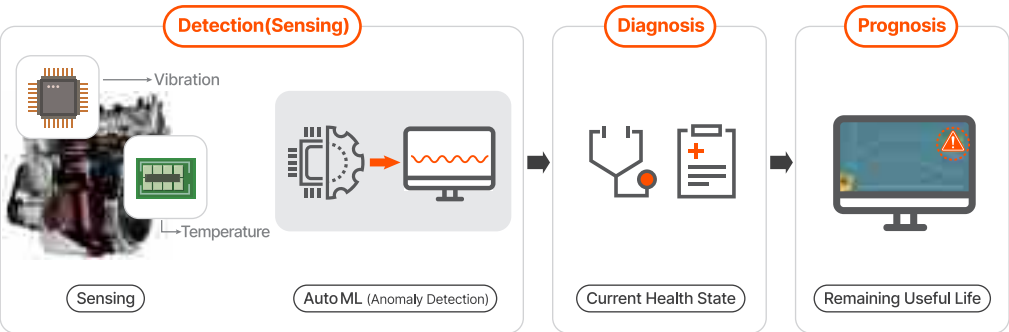 Detection(Sensing)
Diagnosis
Prognosis
Vibration
Temperature
Sensing
Auto ML (Anomaly Detection)
Current Health State
Remaining Useful Life